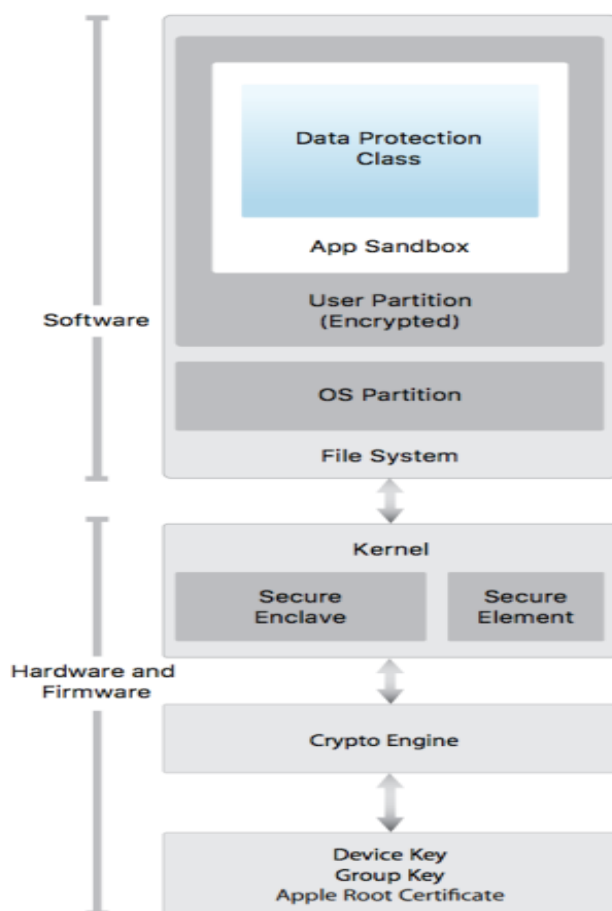 Data Protection
Class
App Sandbox
User Partition
(Encrypted)
Software
OS Partition
File System
Kernel
Secure
Enclave
Secure
Element
Hardware and
Firmware
Crypto Engine
Device Key
Group Key
Apple Root Certificate